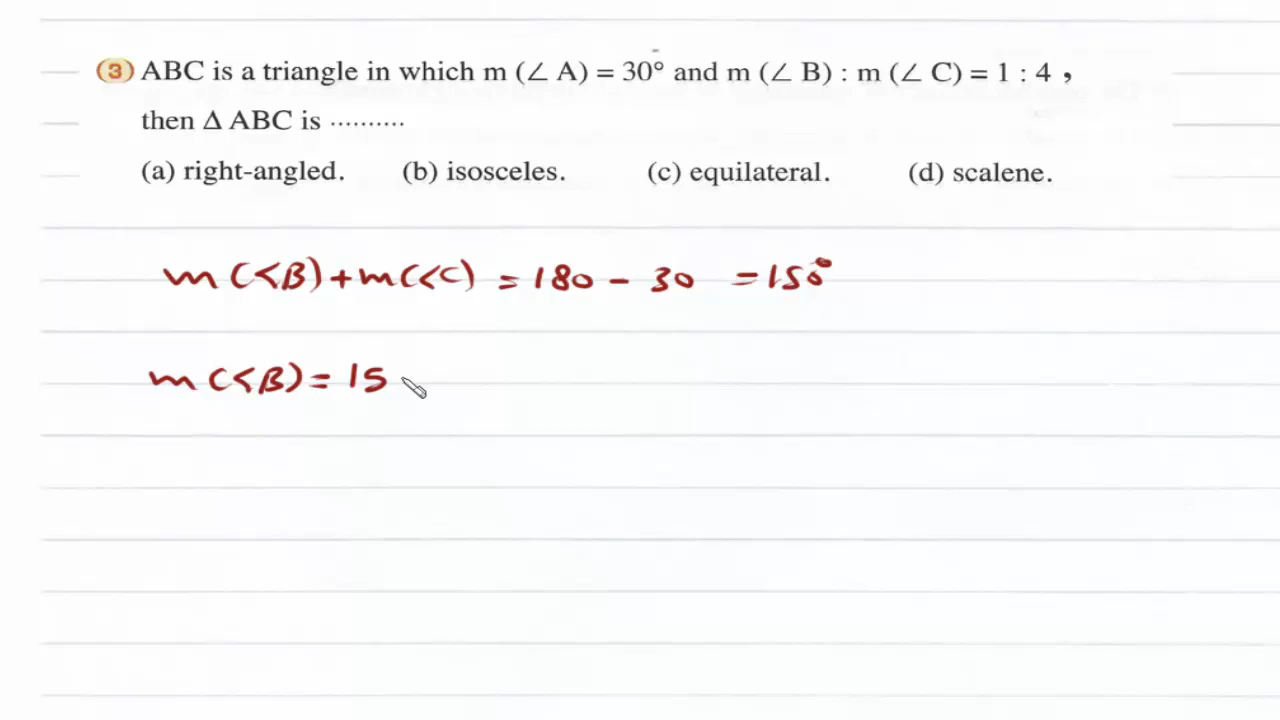 (3) ABC is a triangle in which m (∠ A) = 30° and m (∠ B) : m (∠ C) = 1 : 4 ,
then Δ ABC is ··········
(a) right-angled. (b) isosceles. (c) equilateral. (d) scalene.
m(<B)+m(<C) = 180 - 30 = 150°
m(<B) = 15